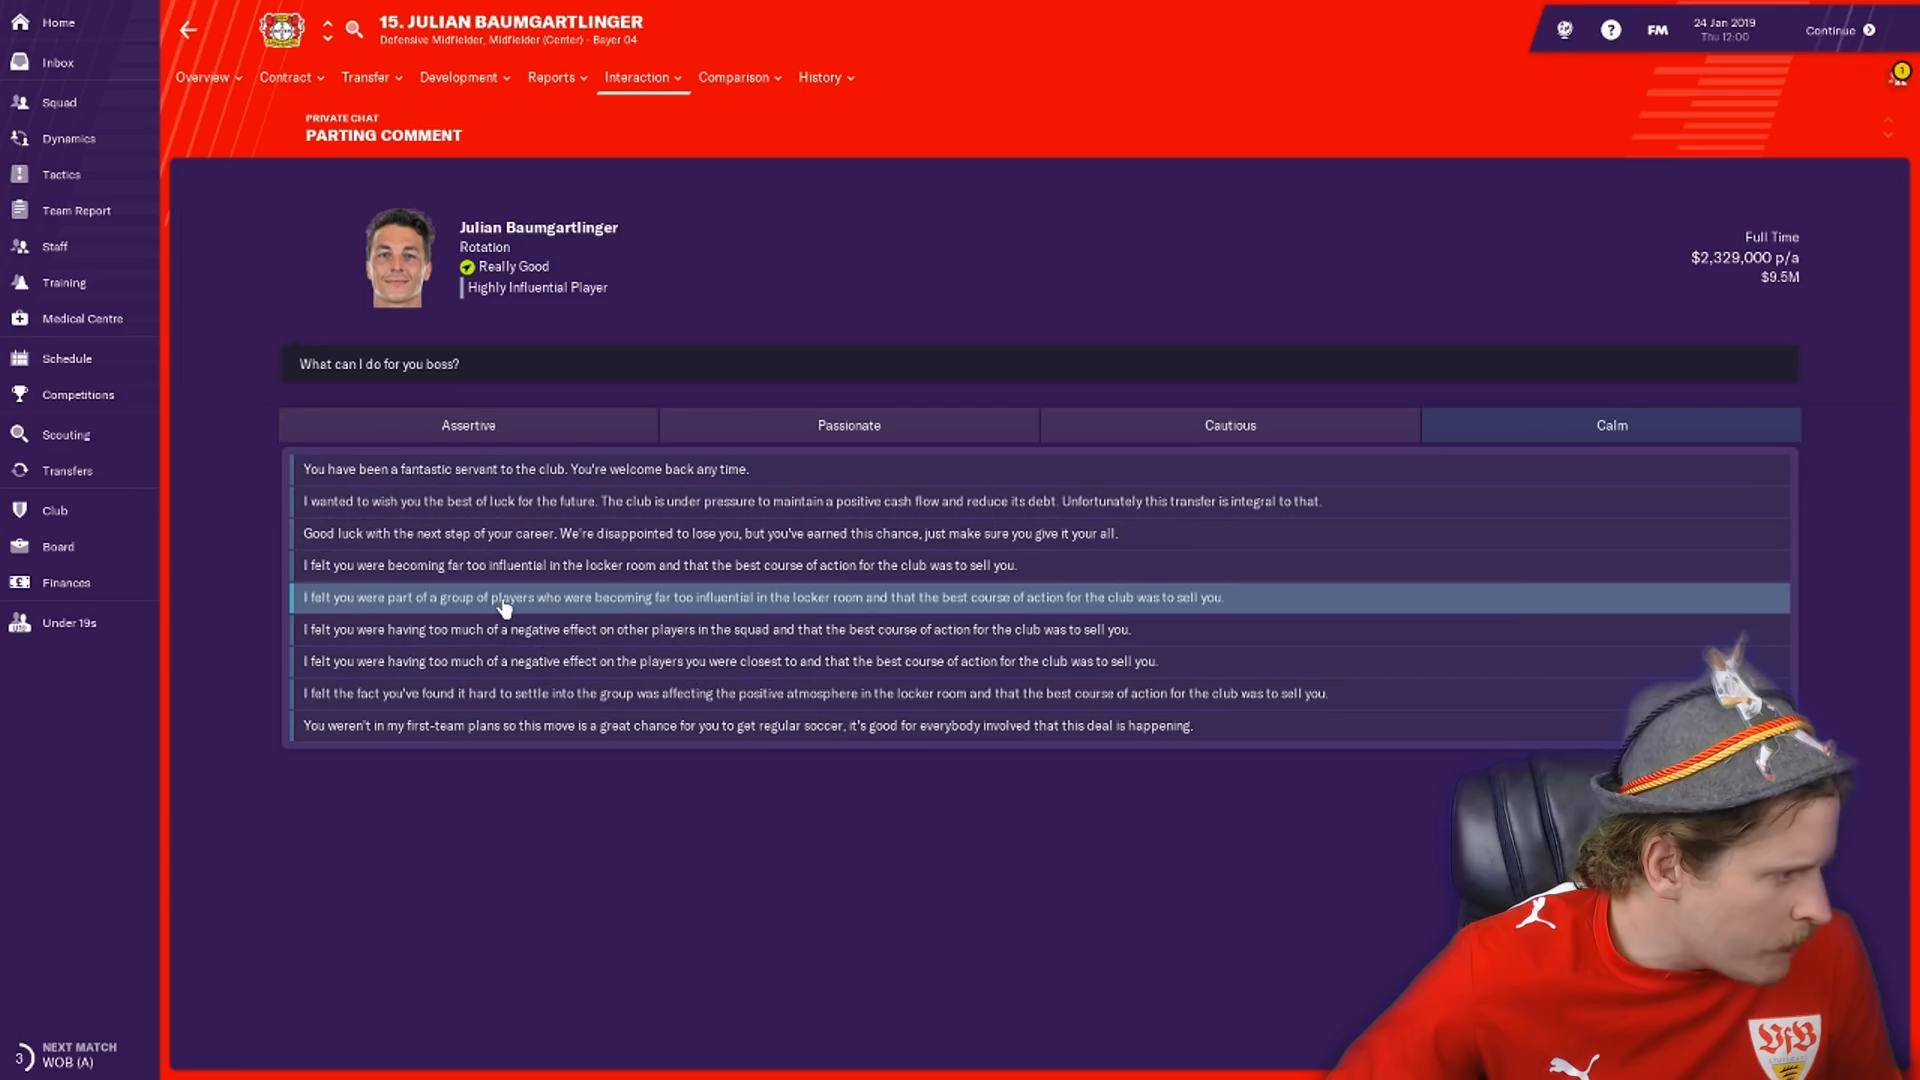 Home
Inbox
Squad
Dynamics
Tactics
Team Report
Staff
Training
Medical Centre
Schedule
Competitions
Scouting
Transfers
Club
Board
Finances
Under 19s
3 NEXT MATCH
WOB (A)
15. JULIAN BAUMGARTLINGER
Defensive Midfielder, Midfielder (Center) - Bayer 04
FM
24 Jan 2019
Thu 12:00
Continue
1
Overview Contract Transfer Development Reports Interaction Comparison History
PRIVATE CHAT
PARTING COMMENT
Julian Baumgartlinger
Rotation
Really Good
Highly Influential Player
Full Time
$2,329,000 p/a
$9.5M
What can I do for you boss?
Assertive Passionate Cautious Calm
You have been a fantastic servant to the club. You're welcome back any time.
I wanted to wish you the best of luck for the future. The club is under pressure to maintain a positive cash flow and reduce its debt. Unfortunately this transfer is integral to that.
Good luck with the next step of your career. We're disappointed to lose you, but you've earned this chance, just make sure you give it your all.
I felt you were becoming far too influential in the locker room and that the best course of action for the club was to sell you.
I felt you were part of a group of players who were becoming far too influential in the locker room and that the best course of action for the club was to sell you.
I felt you were having too much of a negative effect on other players in the squad and that the best course of action for the club was to sell you.
I felt you were having too much of a negative effect on the players you were closest to and that the best course of action for the club was to sell you.
I felt the fact you've found it hard to settle into the group was affecting the positive atmosphere in the locker room and that the best course of action for the club was to sell you.
You weren't in my first-team plans so this move is a great chance for you to get regular soccer, it's good for everybody involved that this deal is happening.
VfB